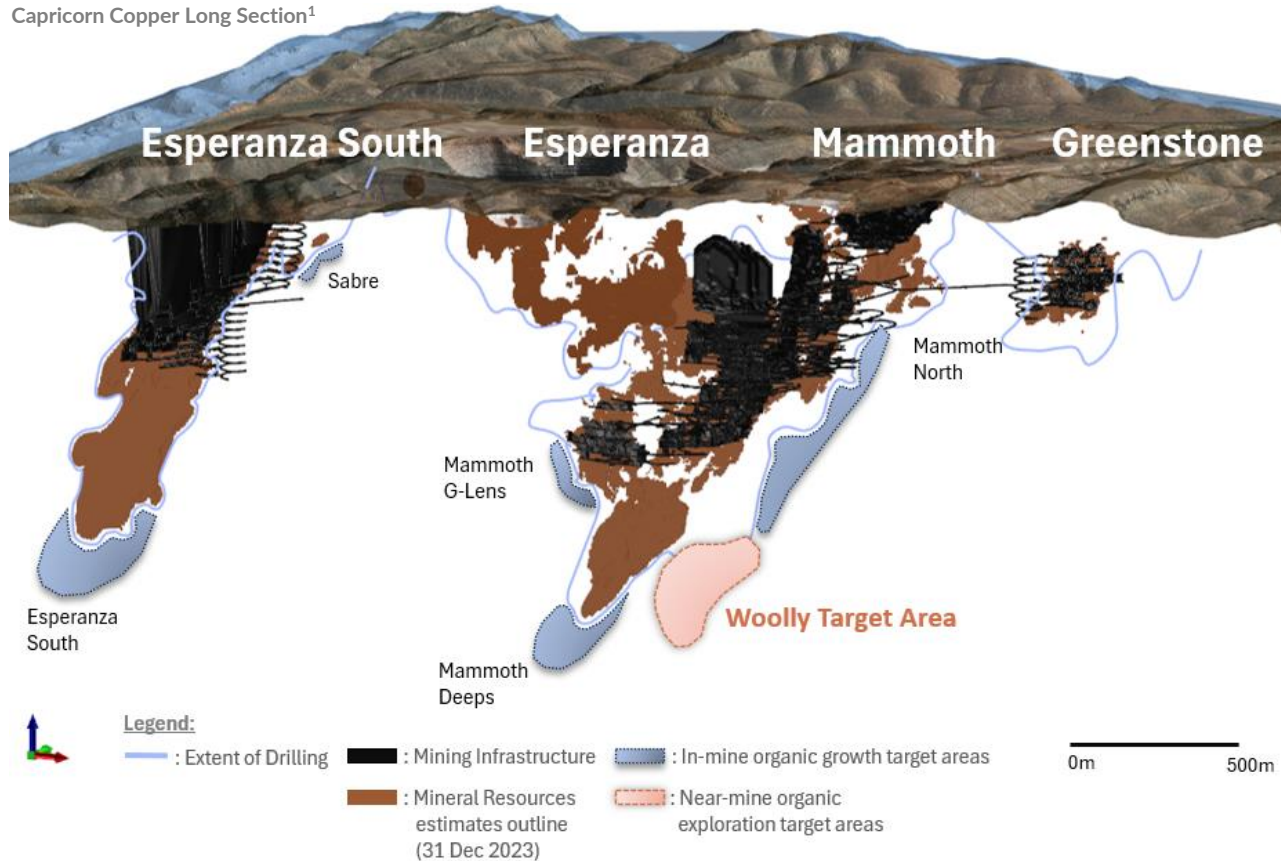 Capricorn Copper Long Section¹
Esperanza South
Esperanza
Mammoth
Greenstone
Sabre
Mammoth
North
Mammoth
G-Lens
Esperanza
South
Woolly Target Area
Mammoth
Deeps
Legend:
: Extent of Drilling
: Mining Infrastructure
: In-mine organic growth target areas
: Mineral Resources
estimates outline
(31 Dec 2023)
: Near-mine organic
exploration target areas
0m
500m